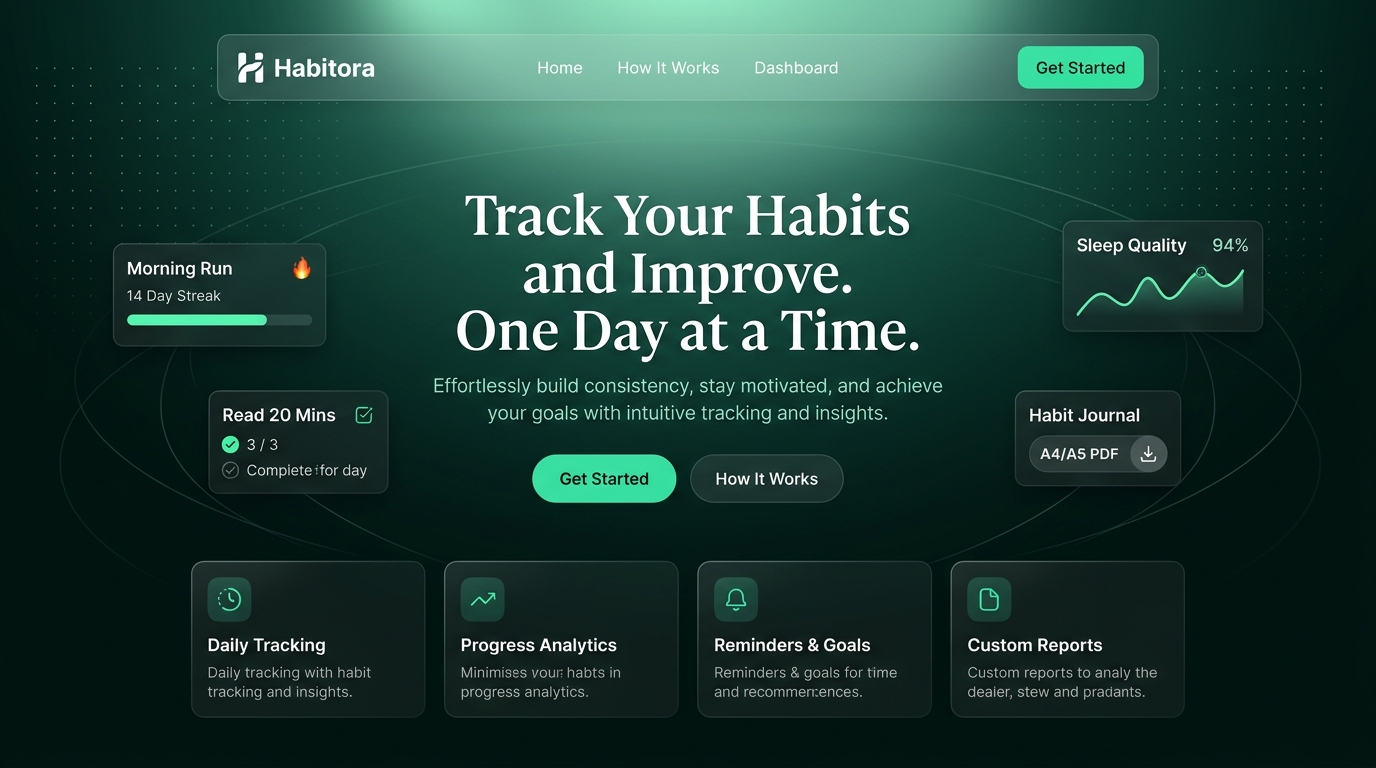 Habitora
Home
How It Works
Dashboard
Get Started
Track Your Habits
and Improve.
One Day at a Time.
Effortlessly build consistency, stay motivated, and achieve
your goals with intuitive tracking and insights.
Get Started
How It Works
Morning Run
14 Day Streak
Read 20 Mins
3 / 3
Complete for day
Sleep Quality 94%
Habit Journal
A4/A5 PDF
Daily Tracking
Daily tracking with habit
tracking and insights.
Progress Analytics
Minimises habts in
progress analytics.
Reminders & Goals
Reminders & goals for time
and
Custom Reports
Custom reports to analy the
dealer, stew and pradants.